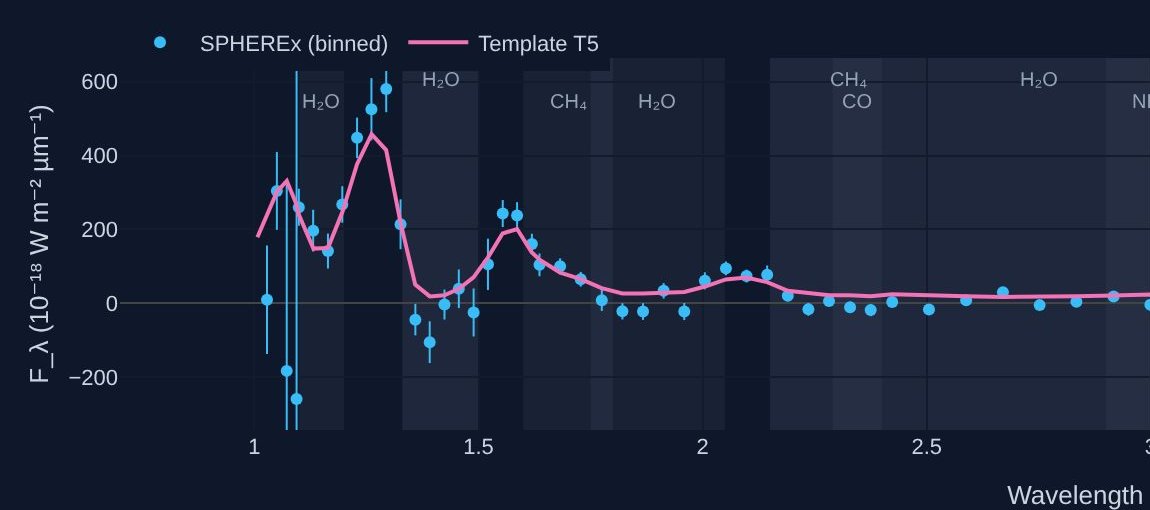 SPHEREx (binned) Template T5
F_λ (10⁻¹⁸ W m⁻² µm⁻¹)
600
400
200
0
−200
H₂O
H₂O
CH₄
H₂O
CH₄
CO
H₂O
1 1.5 2 2.5
Wavelength